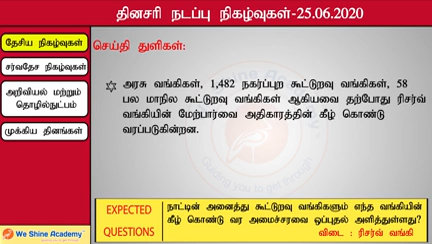 தினசரி நடப்பு நிகழ்வுகள்-25.06.2020
தேசிய நிகழ்வுகள்
சர்வதேச நிகழ்வுகள்
அறிவியல் மற்றும்
தொழில்நுட்பம்
முக்கிய தினங்கள்
செய்தி துளிகள்:
அரசு வங்கிகள், 1,482 நகர்ப்புற கூட்டுறவு வங்கிகள், 58
பல மாநில கூட்டுறவு வங்கிகள் ஆகியவை தற்போது ரிசர்வ்
வங்கியின் மேற்பார்வை அதிகாரத்தின் கீழ் கொண்டு
வரப்படுகின்றன.
We Shine Academy
EXPECTED
QUESTIONS
நாட்டின் அனைத்து கூட்டுறவு வங்கிகளும் எந்த வங்கியின்
கீழ் கொண்டு வர அமைச்சரவை ஒப்புதல் அளித்துள்ளது?
விடை : ரிசர்வ் வங்கி